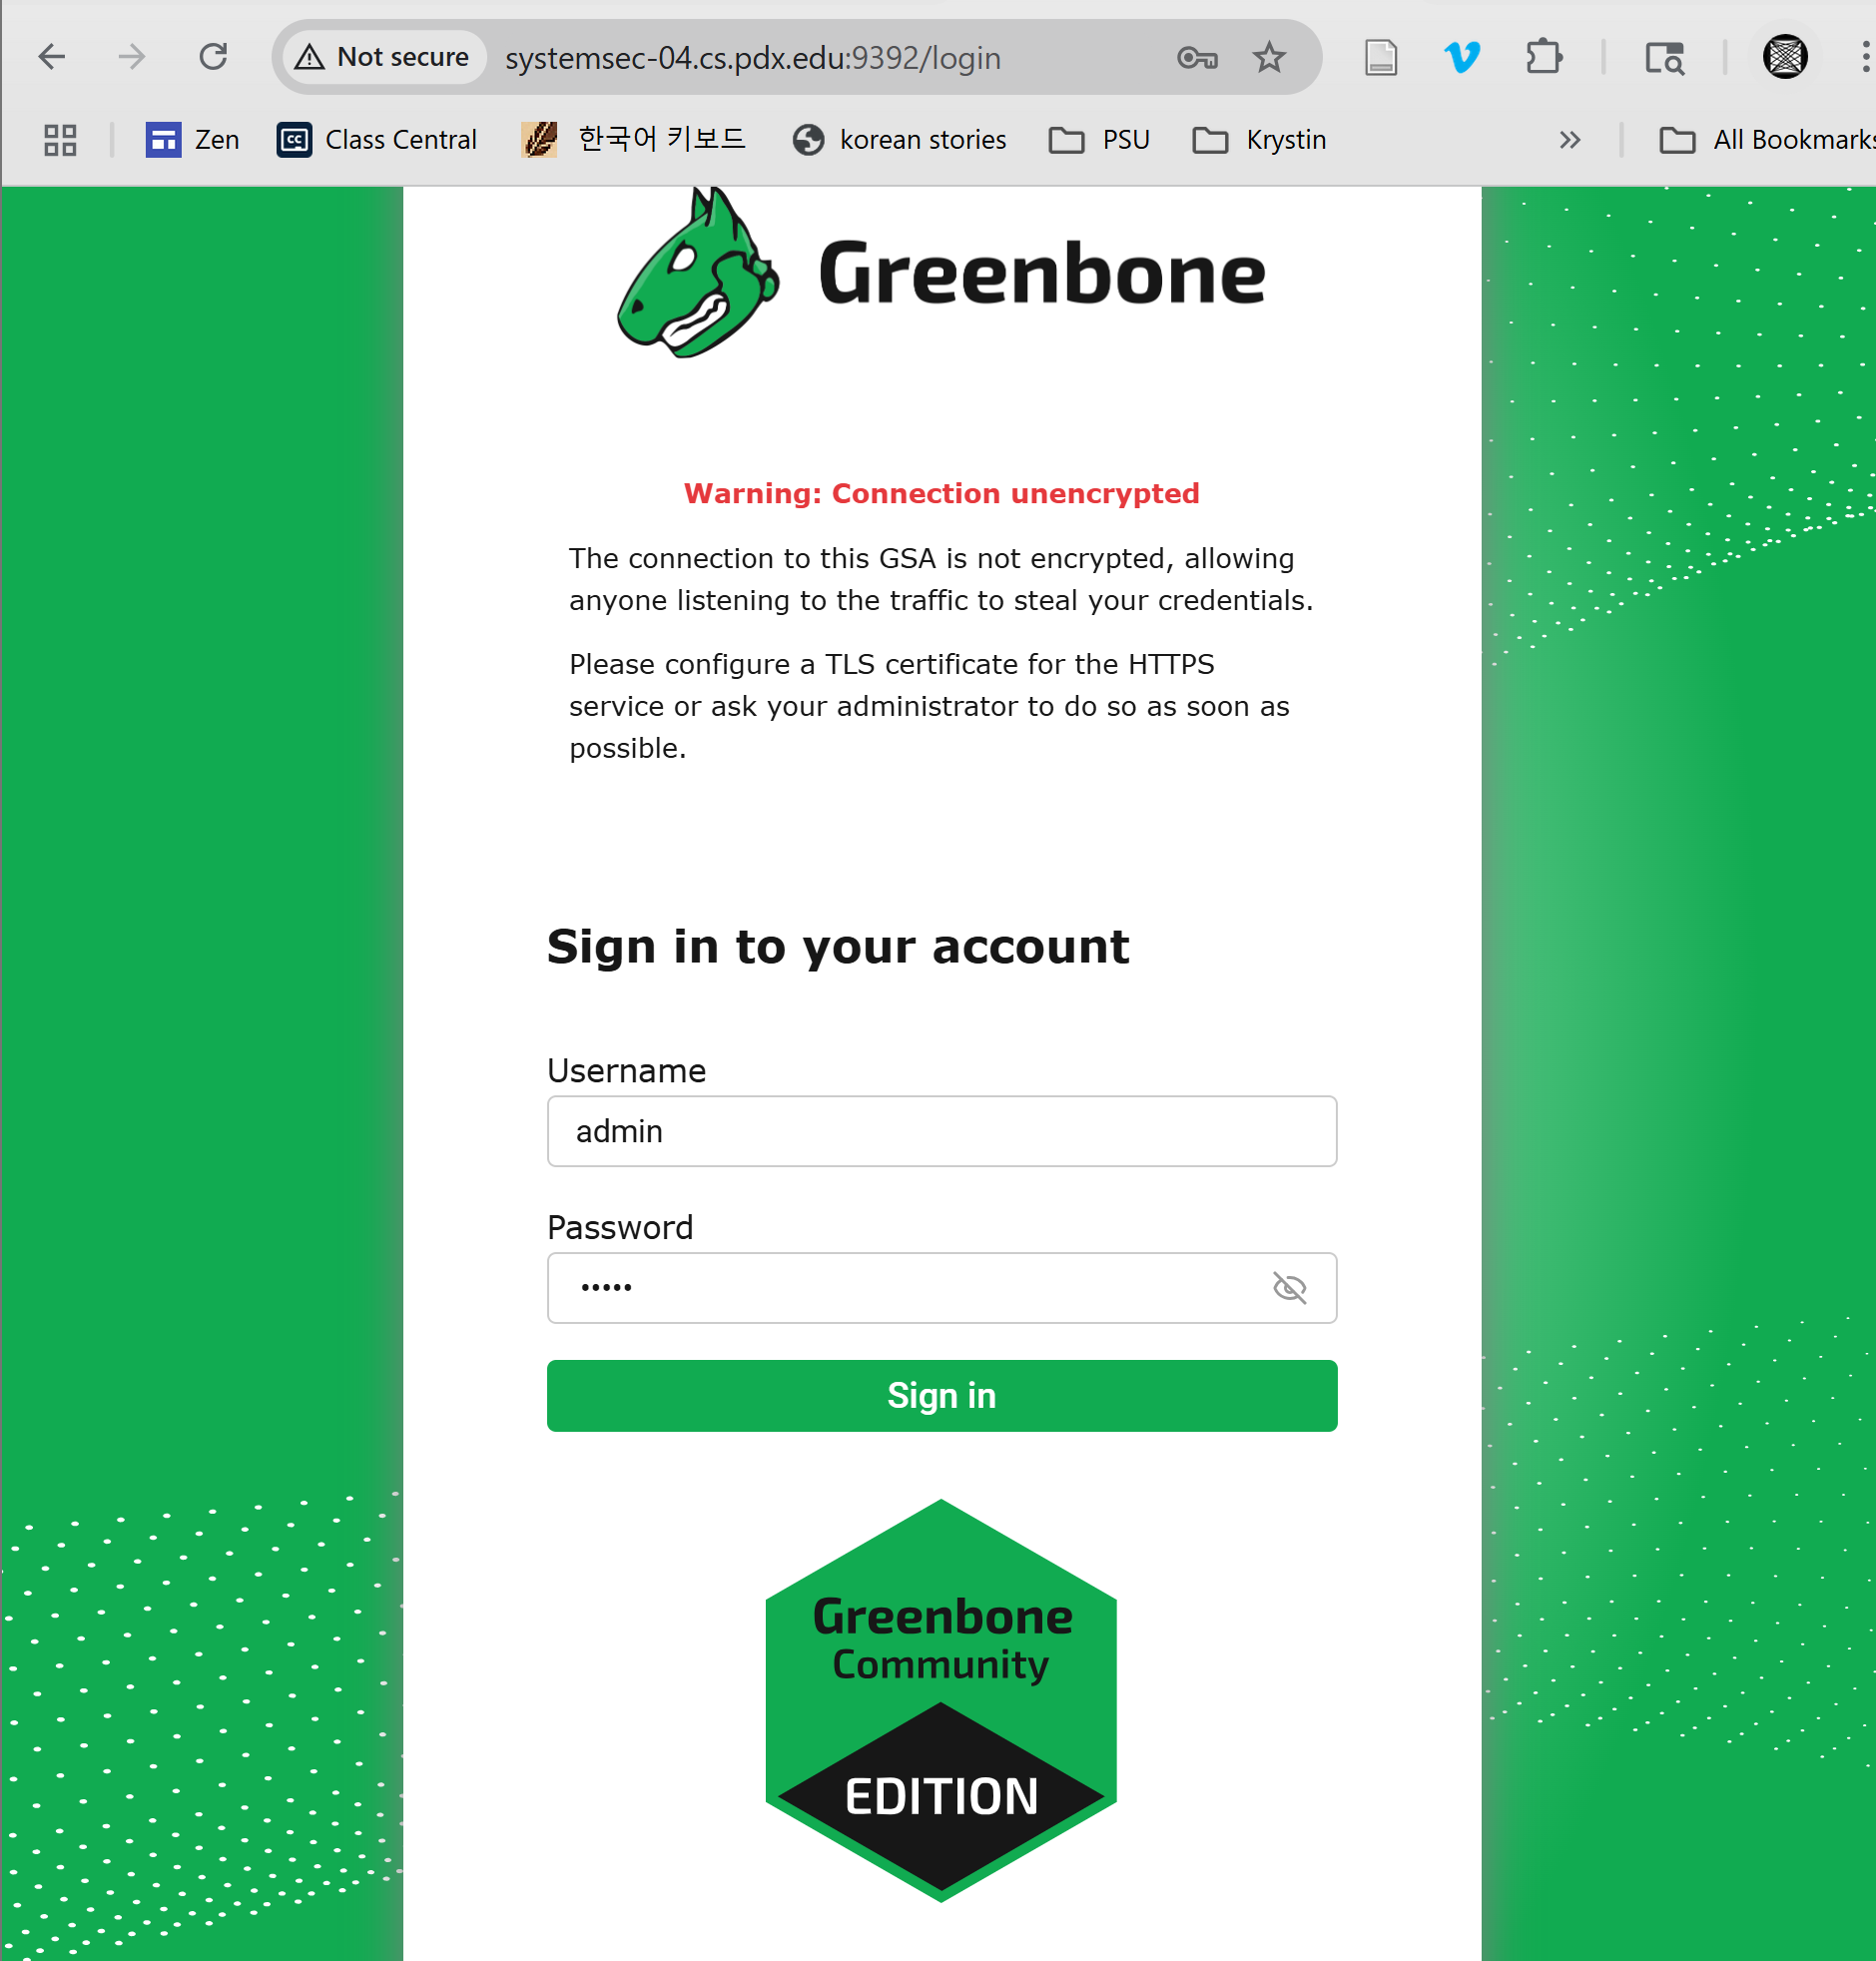 Not secure systemsec-04.cs.pdx.edu:9392/login
Zen Class Central 한국어 키보드 korean stories PSU Krystin All Bookmarks
Greenbone
Warning: Connection unencrypted
The connection to this GSA is not encrypted, allowing
anyone listening to the traffic to steal your credentials.
Please configure a TLS certificate for the HTTPS
service or ask your administrator to do so as soon as
possible.
Sign in to your account
Username
admin
Password
•••••
Sign in
Greenbone
Community
EDITION